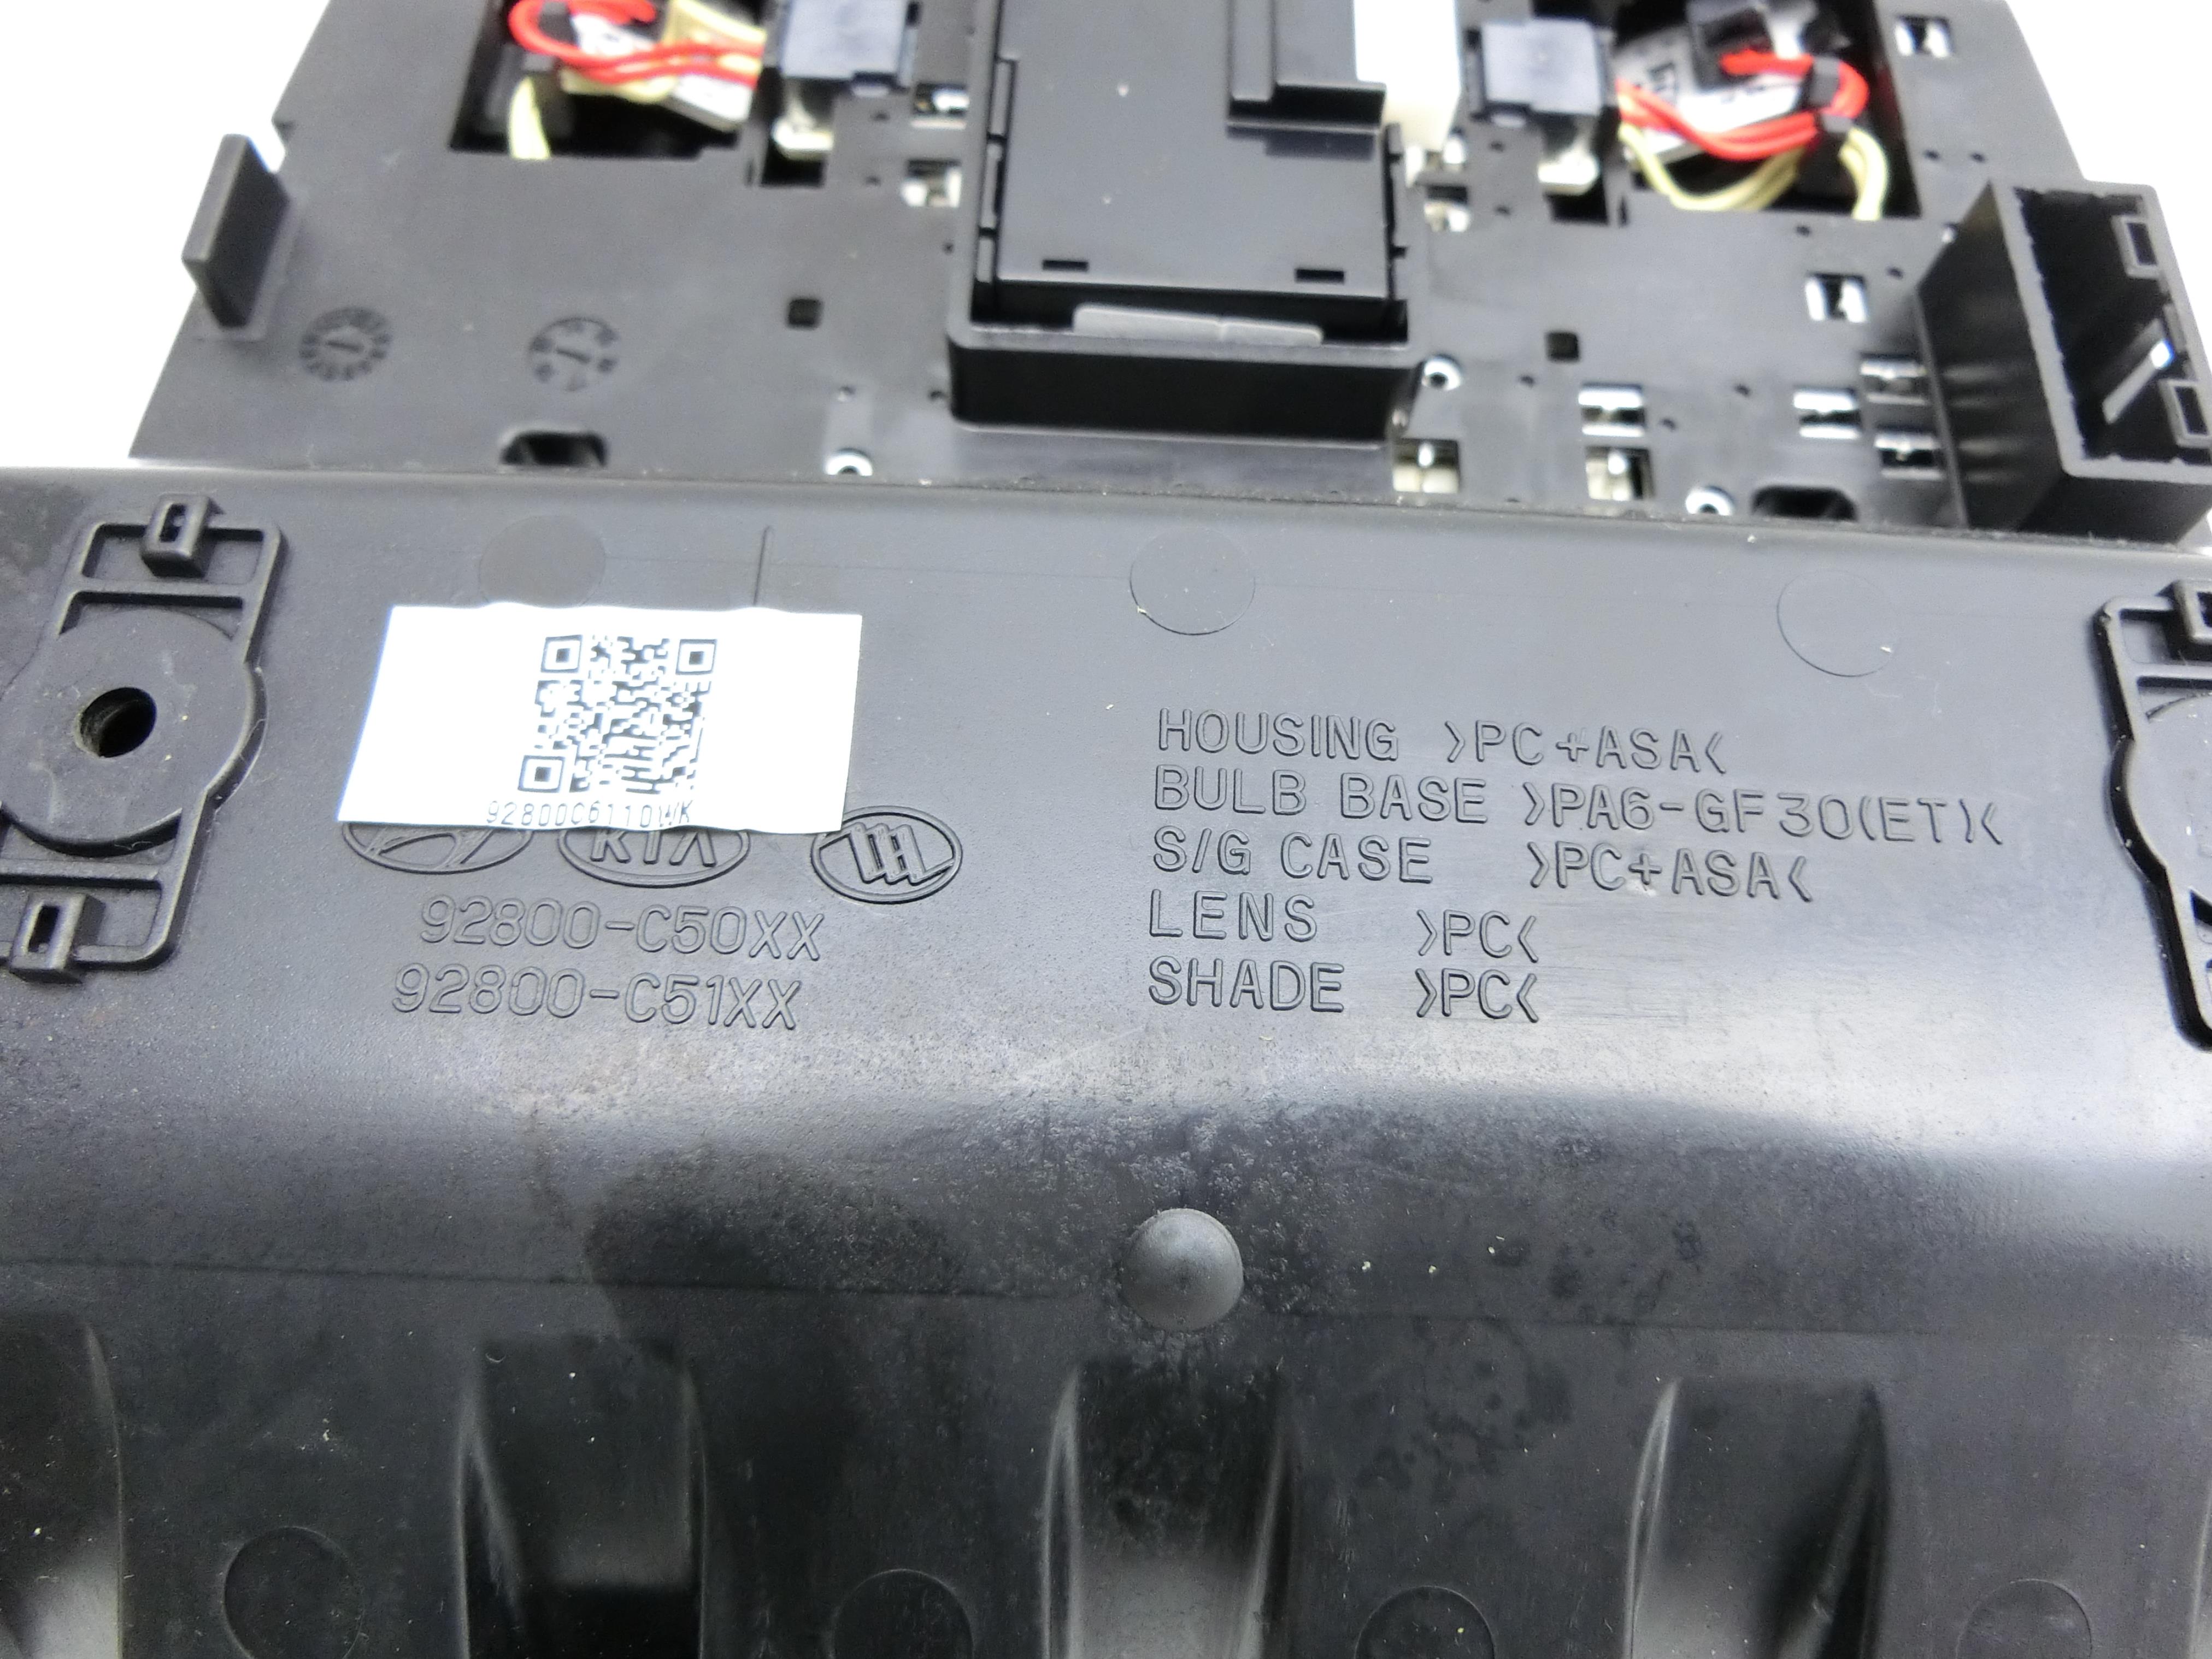 92800C6110WK
KIA
92800-C50XX
92800-C51XX
HOUSING >PC+ASA<
BULB BASE >PA6-GF30(ET)<
S/G CASE >PC+ASA<
LENS >PC<
SHADE >PC<